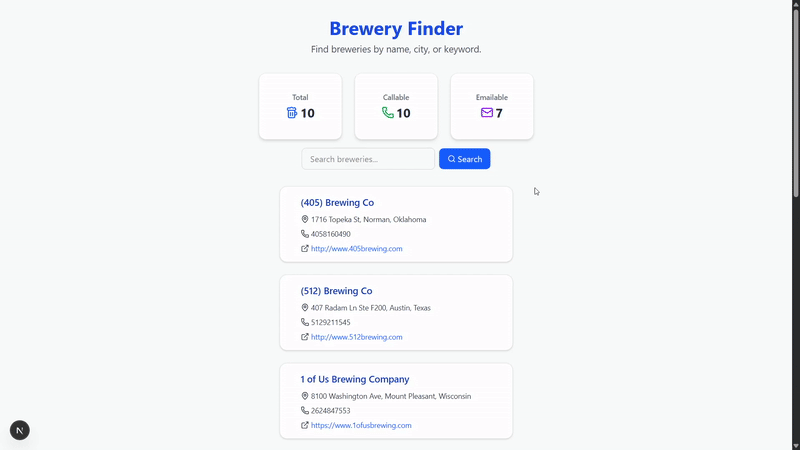 Brewery Finder
Find breweries by name, city, or keyword.
Total
10
Callable
10
Emailable
7
Search breweries...
Search
(405) Brewing Co
1716 Topeka St, Norman, Oklahoma
4058160490
http://www.405brewing.com
(512) Brewing Co
407 Radam Ln Ste F200, Austin, Texas
5129211545
http://www.512brewing.com
1 of Us Brewing Company
8100 Washington Ave, Mount Pleasant, Wisconsin
2624847553
https://www.1ofusbrewing.com
N